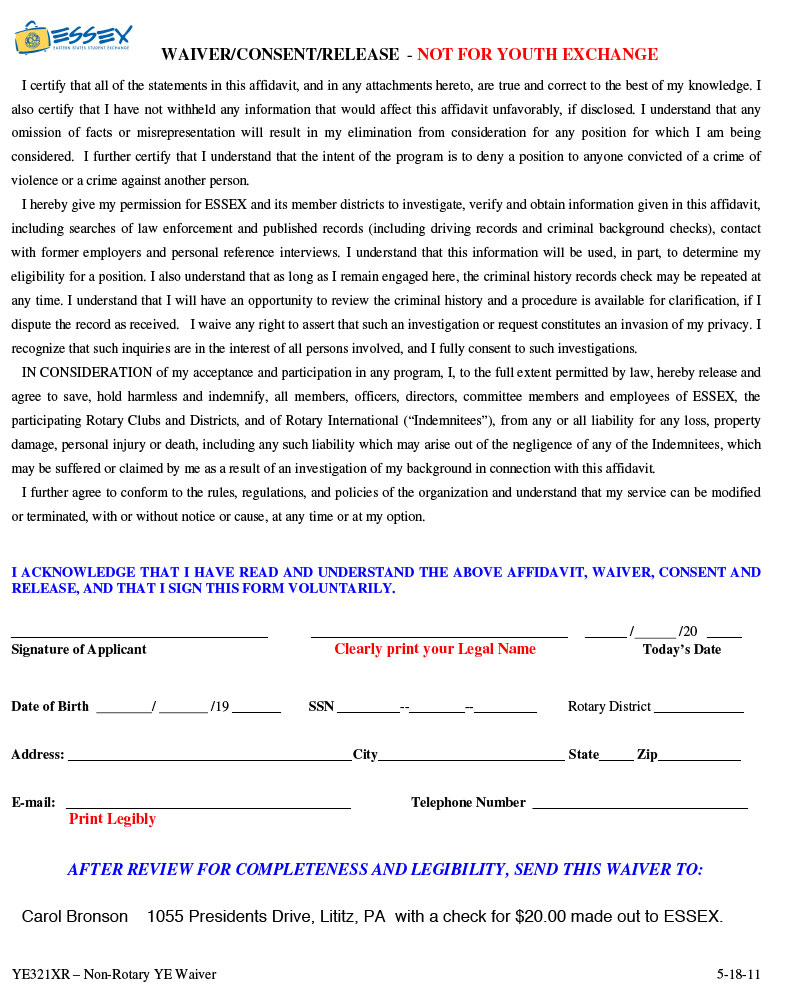 ESSEX
EASTERN STATES STUDENT EXCHANGE
WAIVER/CONSENT/RELEASE - NOT FOR YOUTH EXCHANGE
I certify that all of the statements in this affidavit, and in any attachments hereto, are true and correct to the best of my knowledge. I
also certify that I have not withheld any information that would affect this affidavit unfavorably, if disclosed. I understand that any
omission of facts or misrepresentation will result in my elimination from consideration for any position for which I am being
considered. I further certify that I understand that the intent of the program is to deny a position to anyone convicted of a crime of
violence or a crime against another person.
I hereby give my permission for ESSEX and its member districts to investigate, verify and obtain information given in this affidavit,
including searches of law enforcement and published records (including driving records and criminal background checks), contact
with former employers and personal reference interviews. I understand that this information will be used, in part, to determine my
eligibility for a position. I also understand that as long as I remain engaged here, the criminal history records check may be repeated at
any time. I understand that I will have an opportunity to review the criminal history and a procedure is available for clarification, if I
dispute the record as received. I waive any right to assert that such an investigation or request constitutes an invasion of my privacy. I
recognize that such inquiries are in the interest of all persons involved, and I fully consent to such investigations.
IN CONSIDERATION of my acceptance and participation in any program, I, to the full extent permitted by law, hereby release and
agree to save, hold harmless and indemnify, all members, officers, directors, committee members and employees of ESSEX, the
participating Rotary Clubs and Districts, and of Rotary International (“Indemnitees”), from any or all liability for any loss, property
damage, personal injury or death, including any such liability which may arise out of the negligence of any of the Indemnitees, which
may be suffered or claimed by me as a result of an investigation of my background in connection with this affidavit.
I further agree to conform to the rules, regulations, and policies of the organization and understand that my service can be modified
or terminated, with or without notice or cause, at any time or at my option.
I ACKNOWLEDGE THAT I HAVE READ AND UNDERSTAND THE ABOVE AFFIDAVIT, WAIVER, CONSENT AND
RELEASE, AND THAT I SIGN THIS FORM VOLUNTARILY.
______ /______ /20 _____
Signature of Applicant Clearly print your Legal Name Today’s Date
Date of Birth ________/ _______ /19 _______ SSN _________--________--_________ Rotary District _____________
Address: ____________________ City____________________ State_____ Zip____________
E-mail: ____________________ Telephone Number ____________________
Print Legibly
AFTER REVIEW FOR COMPLETENESS AND LEGIBILITY, SEND THIS WAIVER TO:
Carol Bronson 1055 Presidents Drive, Lititz, PA with a check for $20.00 made out to ESSEX.
YE321XR – Non-Rotary YE Waiver 5-18-11